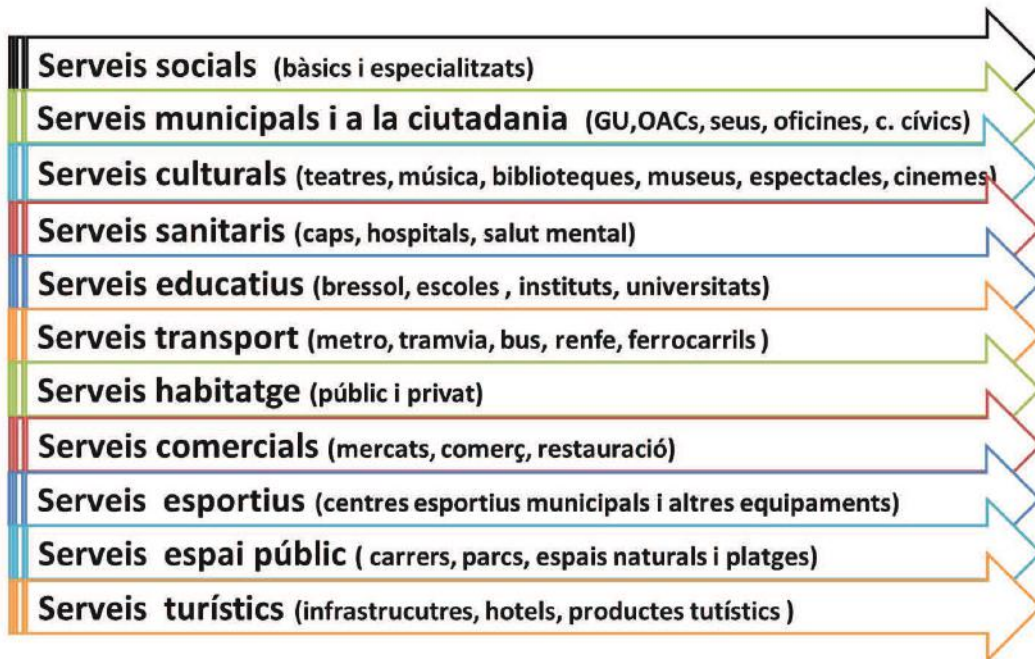 Serveis socials (bàsics i especialitzats)
Serveis municipals i a la ciutadania (GU,OACs, seus, oficines, c. cívics)
Serveis culturals (teatres, música, biblioteques, museus, espectacles, cinemes)
Serveis sanitaris (caps, hospitals, salut mental)
Serveis educatius (bressol, escoles , instituts, universitats)
Serveis transport (metro, tramvia, bus, renfe, ferrocarrils )
Serveis habitatge (públic i privat)
Serveis comercials (mercats, comerç, restauració)
Serveis esportius (centres esportius municipals i altres equipaments)
Serveis espai públic ( carrers, parcs, espais naturals i platges)
Serveis turístics (infrastrucutres, hotels, productes tutístics )